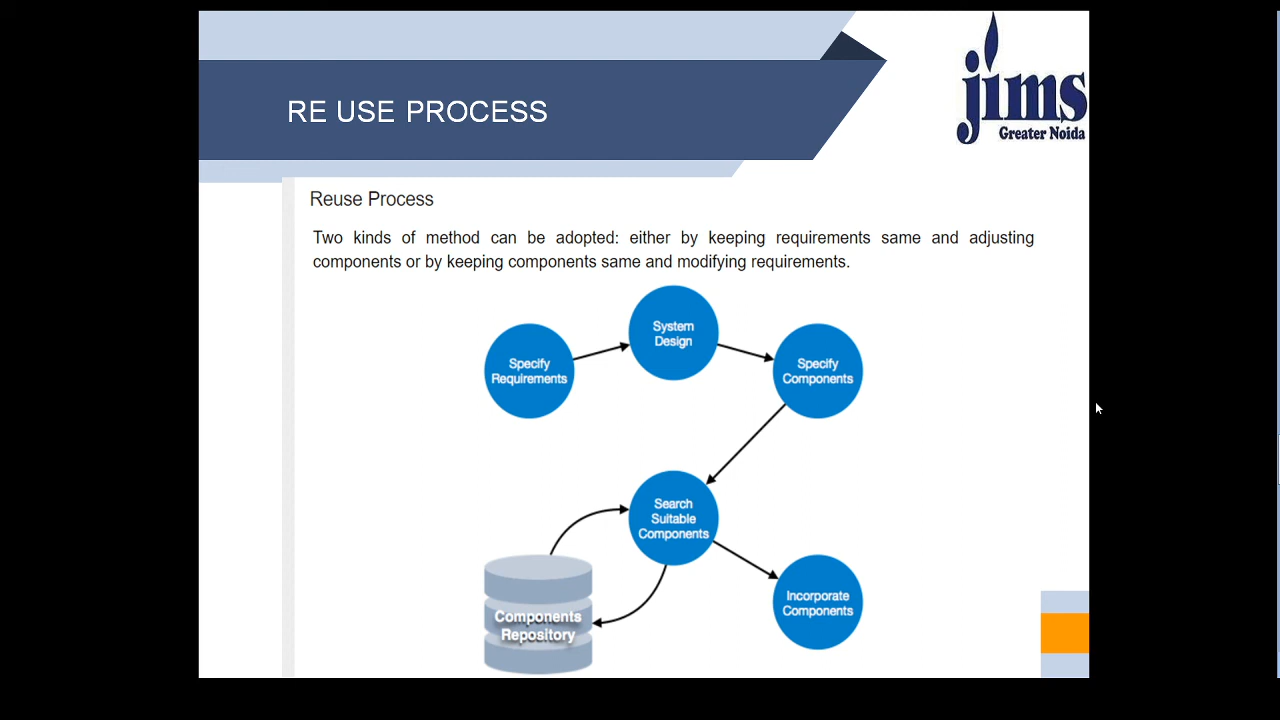 RE USE PROCESS
jims
Greater Noida
Reuse Process
Two kinds of method can be adopted: either by keeping requirements same and adjusting
components or by keeping components same and modifying requirements.
System
Design
Specify
Requirements
Specify
Components
Search
Suitable
Components
Components
Repository
Incorporate
Components